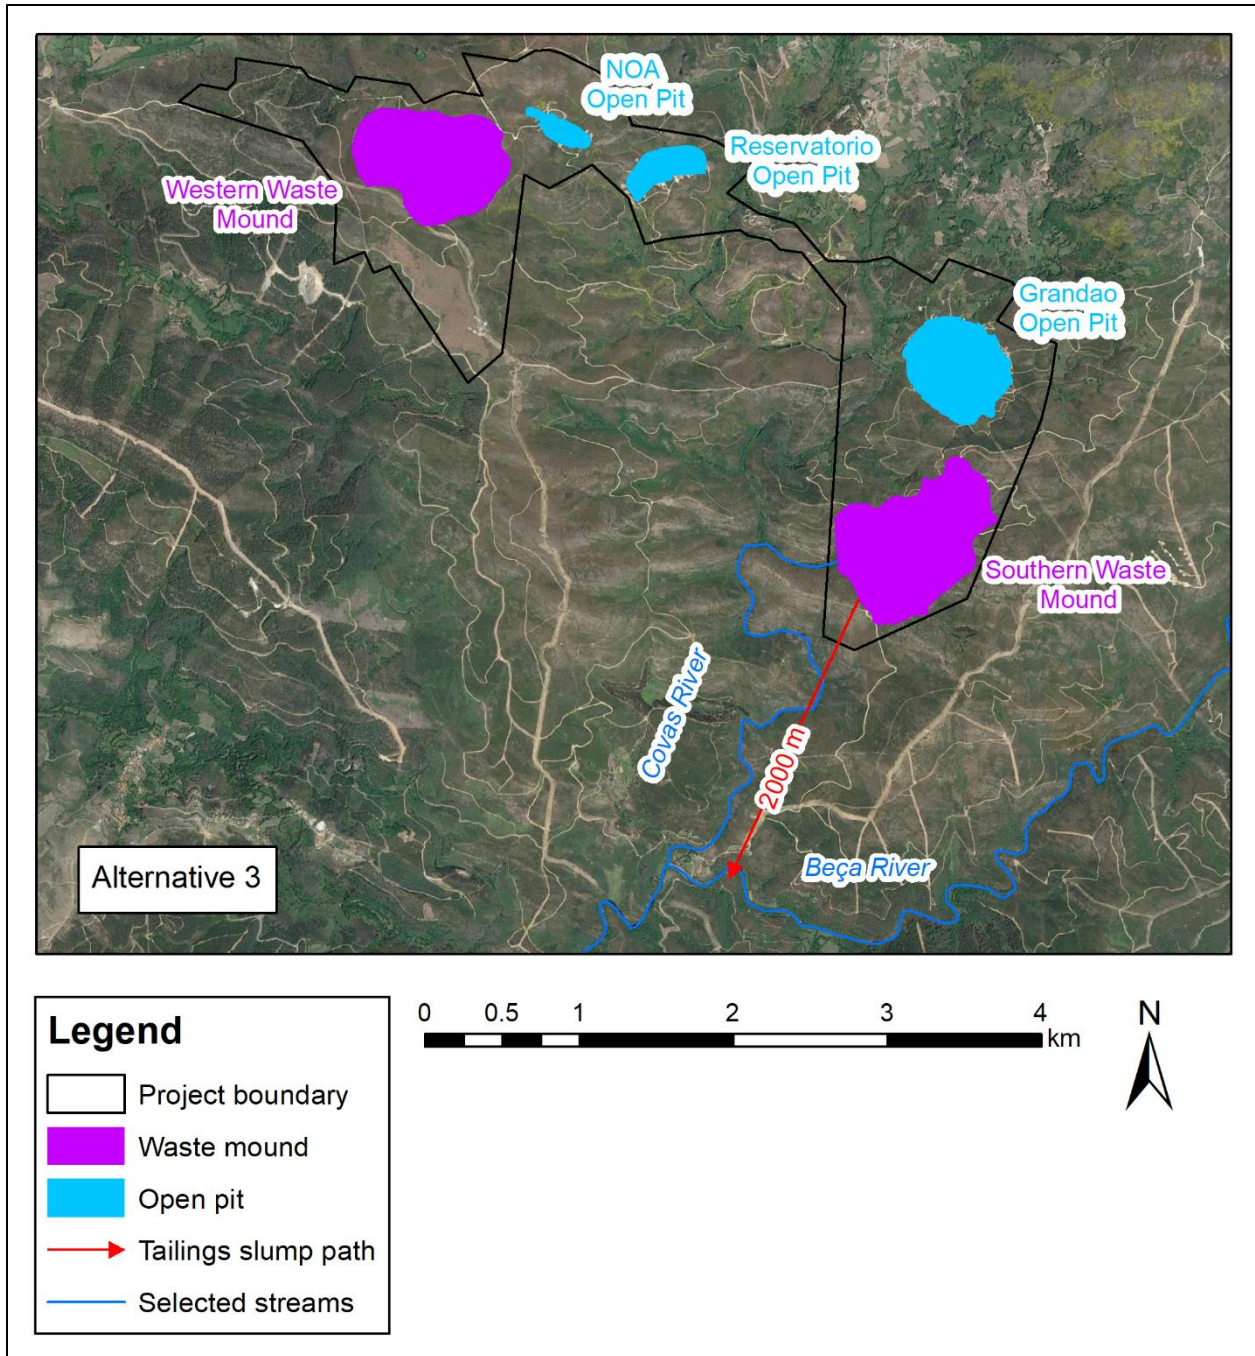 NOA
Open Pit
Reservatorio
Open Pit
Western Waste
Mound
Grandao
Open Pit
Southern Waste
Mound
Covas River
2000 m
Beça River
Alternative 3
Legend
Project boundary
Waste mound
Open pit
Tailings slump path
Selected streams
0 0.5 1 2 3 4
km
N